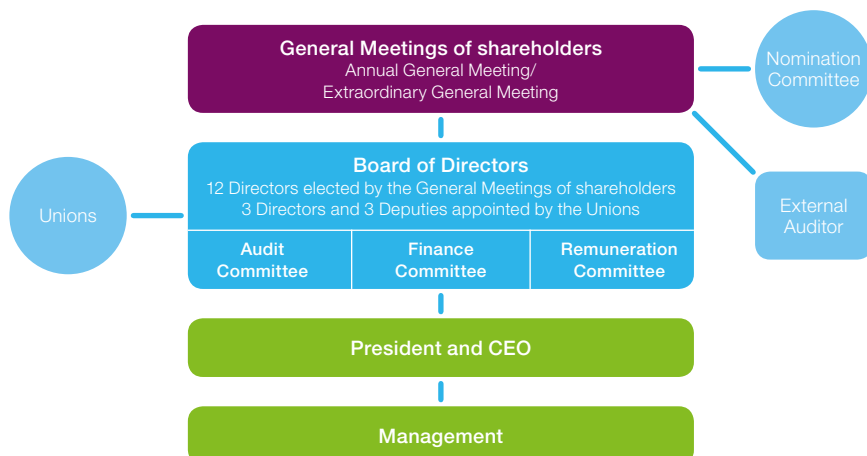 General Meetings of shareholders
Annual General Meeting/
Extraordinary General Meeting
Nomination
Committee
Board of Directors
12 Directors elected by the General Meetings of shareholders
3 Directors and 3 Deputies appointed by the Unions
Unions
External
Auditor
Audit
Committee
Finance
Committee
Remuneration
Committee
President and CEO
Management